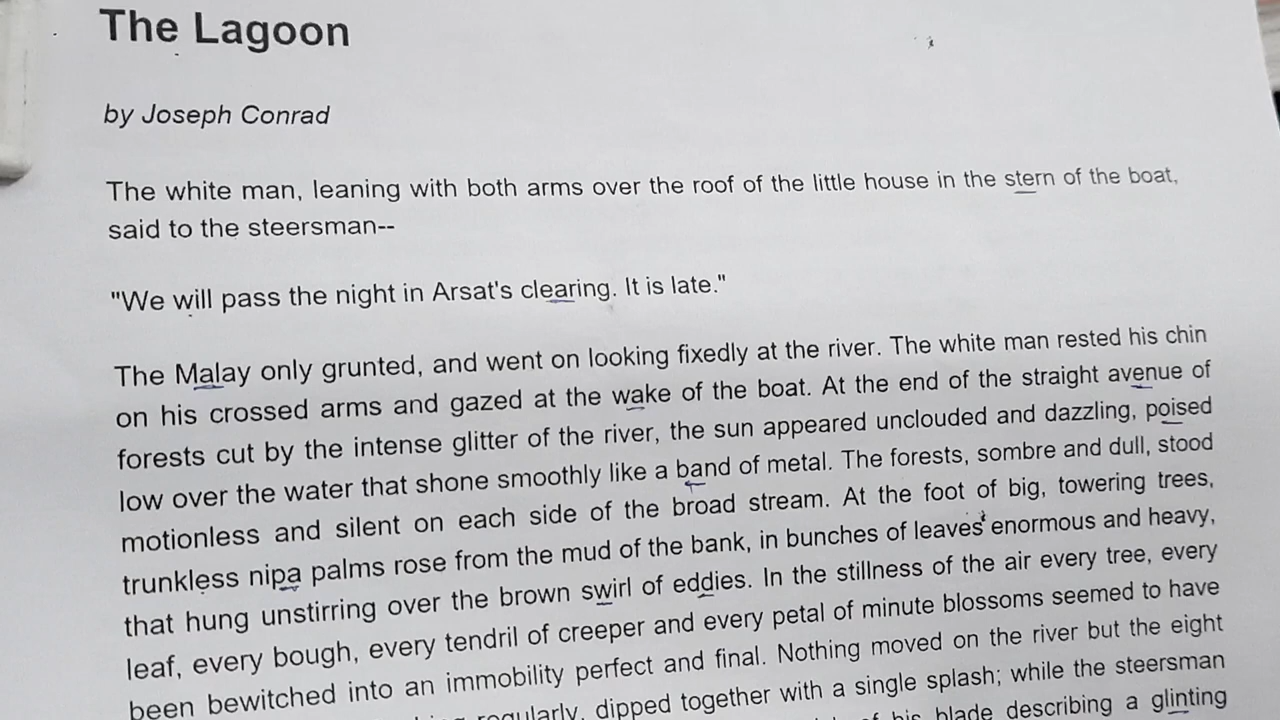 The Lagoon
by Joseph Conrad
The white man, leaning with both arms over the roof of the little house in the stern of the boat,
said to the steersman--
"We will pass the night in Arsat's clearing. It is late."
The Malay only grunted, and went on looking fixedly at the river. The white man rested his chin
on his crossed arms and gazed at the wake of the boat. At the end of the straight avenue of
forests cut by the intense glitter of the river, the sun appeared unclouded and dazzling, poised
low over the water that shone smoothly like a band of metal. The forests, sombre and dull, stood
motionless and silent on each side of the broad stream. At the foot of big, towering trees,
trunkless nipa palms rose from the mud of the bank, in bunches of leaves enormous and heavy,
that hung unstirring over the brown swirl of eddies. In the stillness of the air every tree, every
leaf, every bough, every tendril of creeper and every petal of minute blossoms seemed to have
been bewitched into an immobility perfect and final. Nothing moved on the river but the eight
regularly, dipped together with a single splash; while the steersman
of his blade describing a glinting